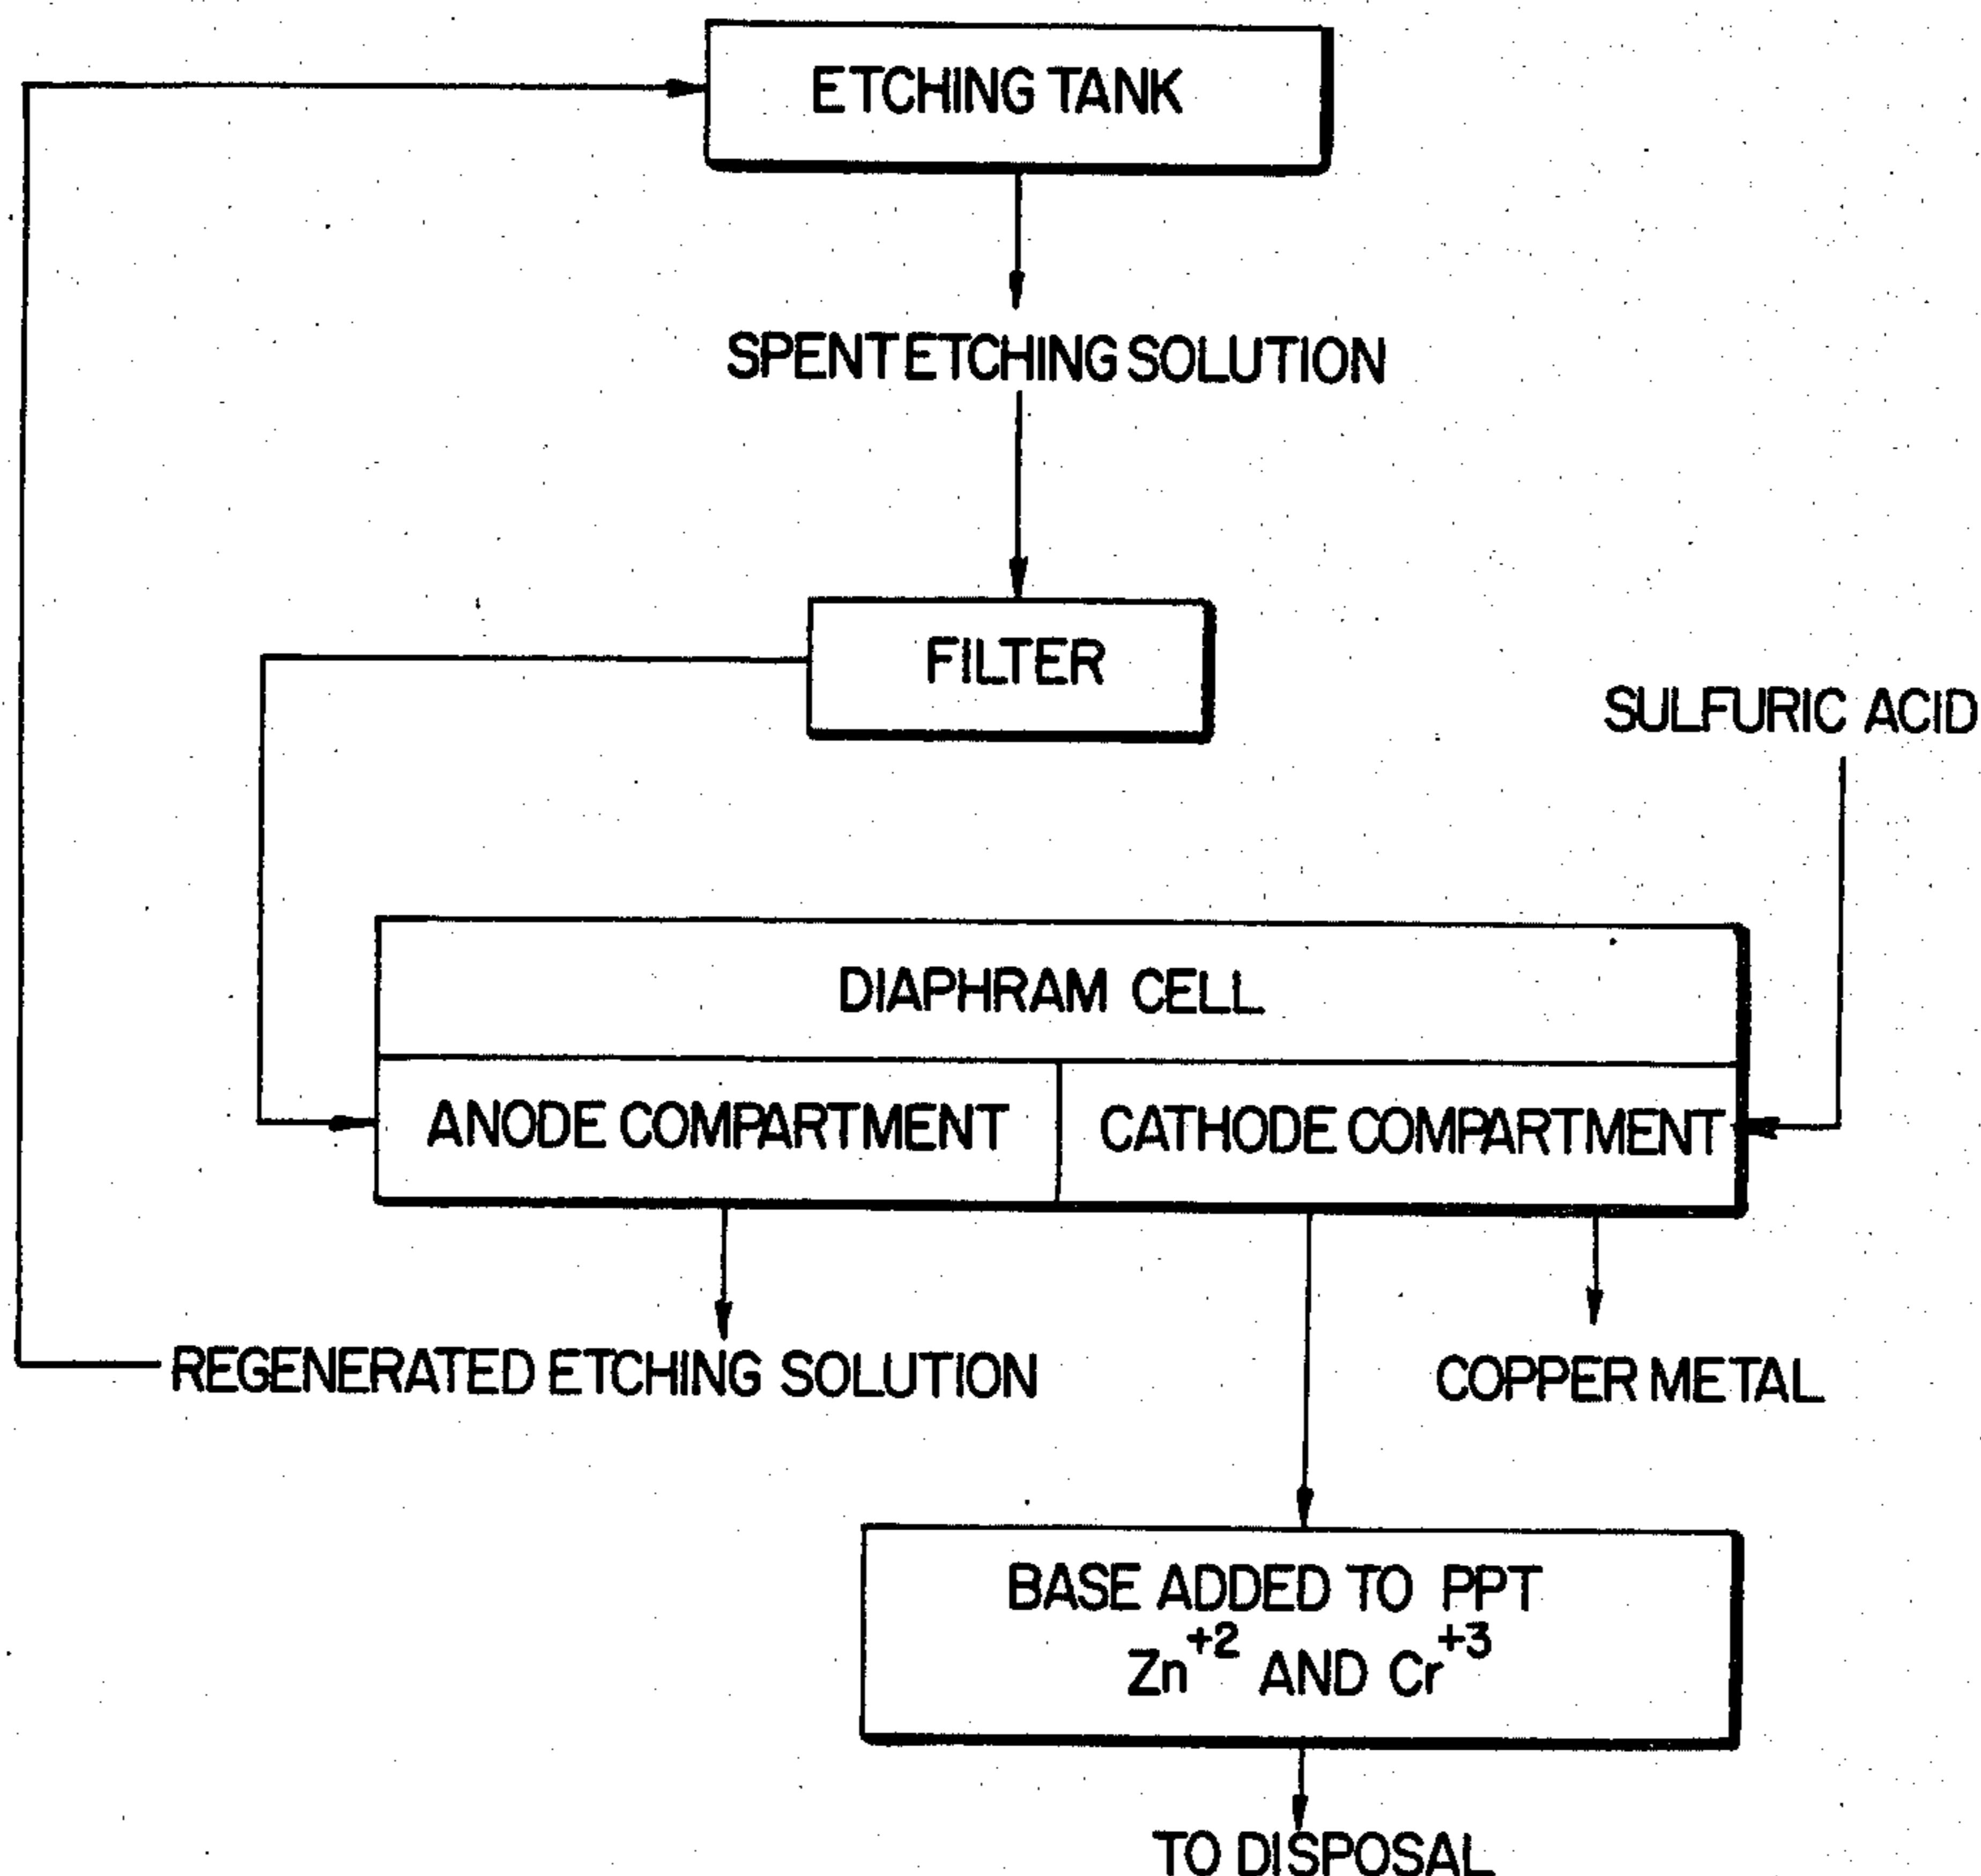 ETCHING TANK
SPENT ETCHING SOLUTION
FILTER
SULFURIC ACID
DIAPHRAM CELL
ANODE COMPARTMENT
CATHODE COMPARTMENT
REGENERATED ETCHING SOLUTION
COPPER METAL
BASE ADDED TO PPT
Zn+2 AND Cr+3
TO DISPOSAL